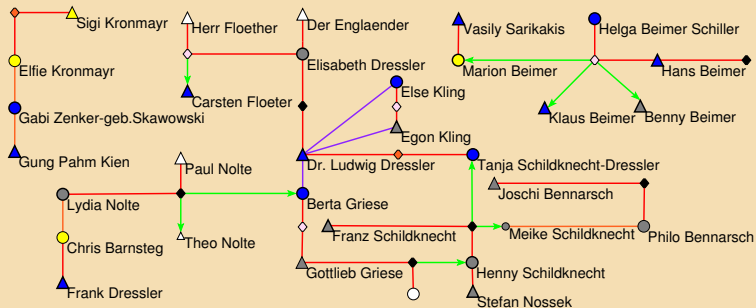 Sigi Kronmayr
Herr Floether
Der Englaender
Vasily Sarikakis
Helga Beimer Schiller
Elfie Kronmayr
Elisabeth Dressler
Marion Beimer
Hans Beimer
Carsten Floeter
Else Kling
Gabi Zenker-geb.Skawowski
Klaus Beimer
Benny Beimer
Egon Kling
Gung Pahm Kien
Paul Nolte
Dr. Ludwig Dressler
Tanja Schildknecht-Dressler
Joschi Bennarsch
Lydia Nolte
Berta Griese
Chris Barnsteg
Theo Nolte
Franz Schildknecht
Meike Schildknecht
Philo Bennarsch
Frank Dressler
Gottlieb Griese
Henny Schildknecht
Stefan Nossek